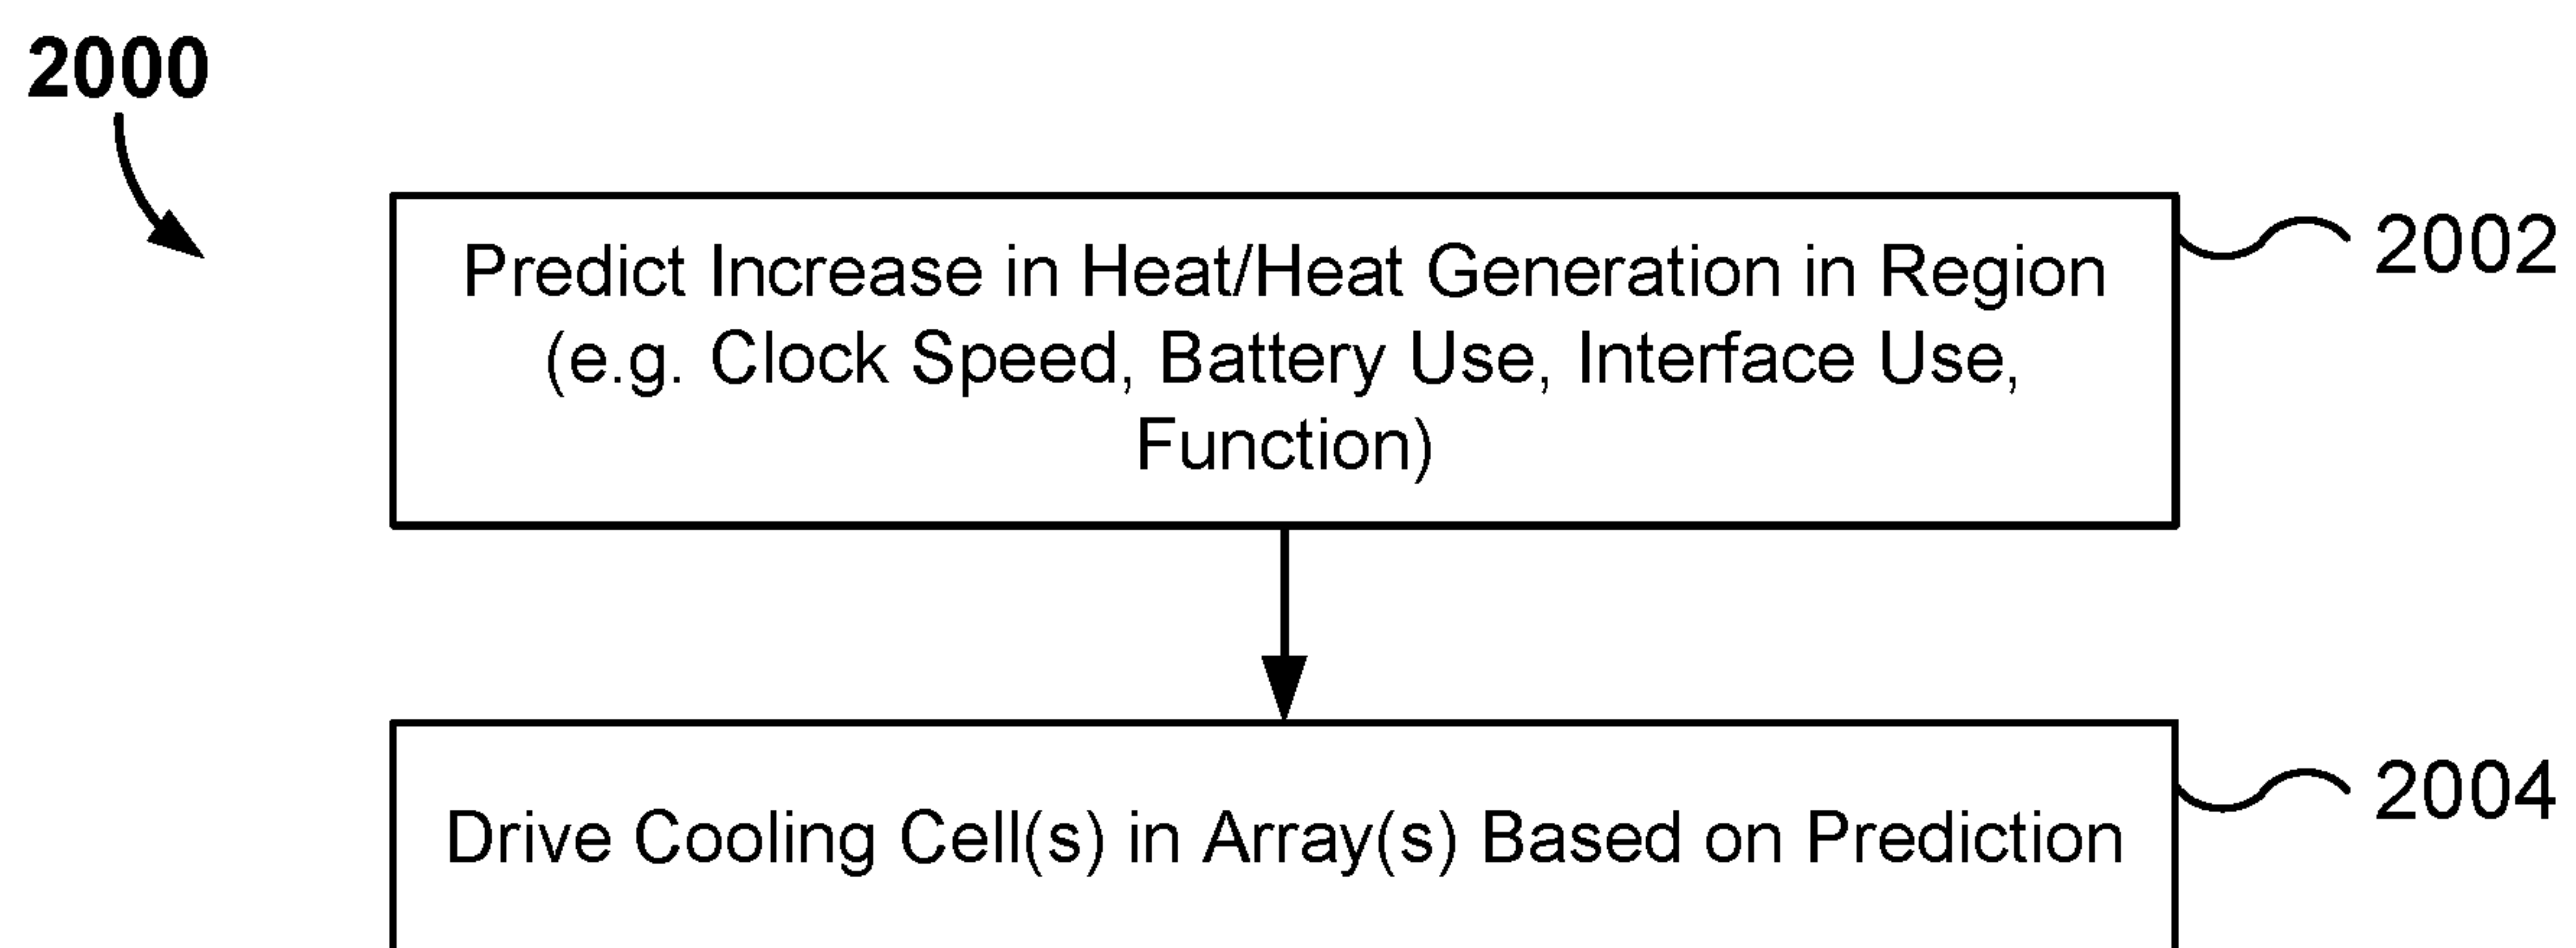 2000
Predict Increase in Heat/Heat Generation in Region
(e.g. Clock Speed, Battery Use, Interface Use,
Function)
2002
Drive Cooling Cell(s) in Array(s) Based on Prediction
2004